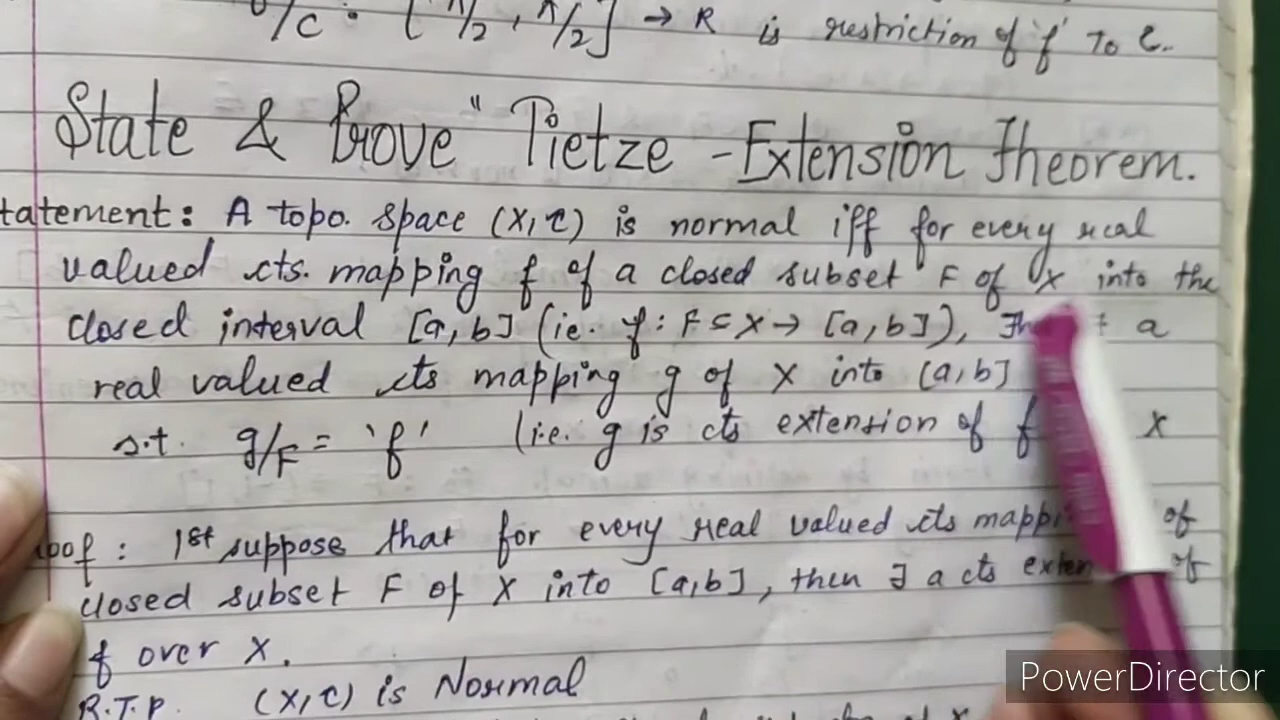 /C : [ π/2 , π/2 ] → R is restriction of f To C.
State & Prove "Tietze - Extension Theorem.
tatement: A topo. space (X,τ) is normal iff for every real
valued cts. mapping f of a closed subset F of X into the
closed interval [a,b] (ie. f: F ⊆ X → [a,b]), a
real valued cts mapping g of X into [a,b]
s.t. g/F = 'f' (i.e. g is cts extension of f X
oof : 1st suppose that for every real valued cts mappi of
closed subset F of X into [a,b], then ∃ a cts exten of
f over X.
R.T.P. (X,τ) is Normal
PowerDirector